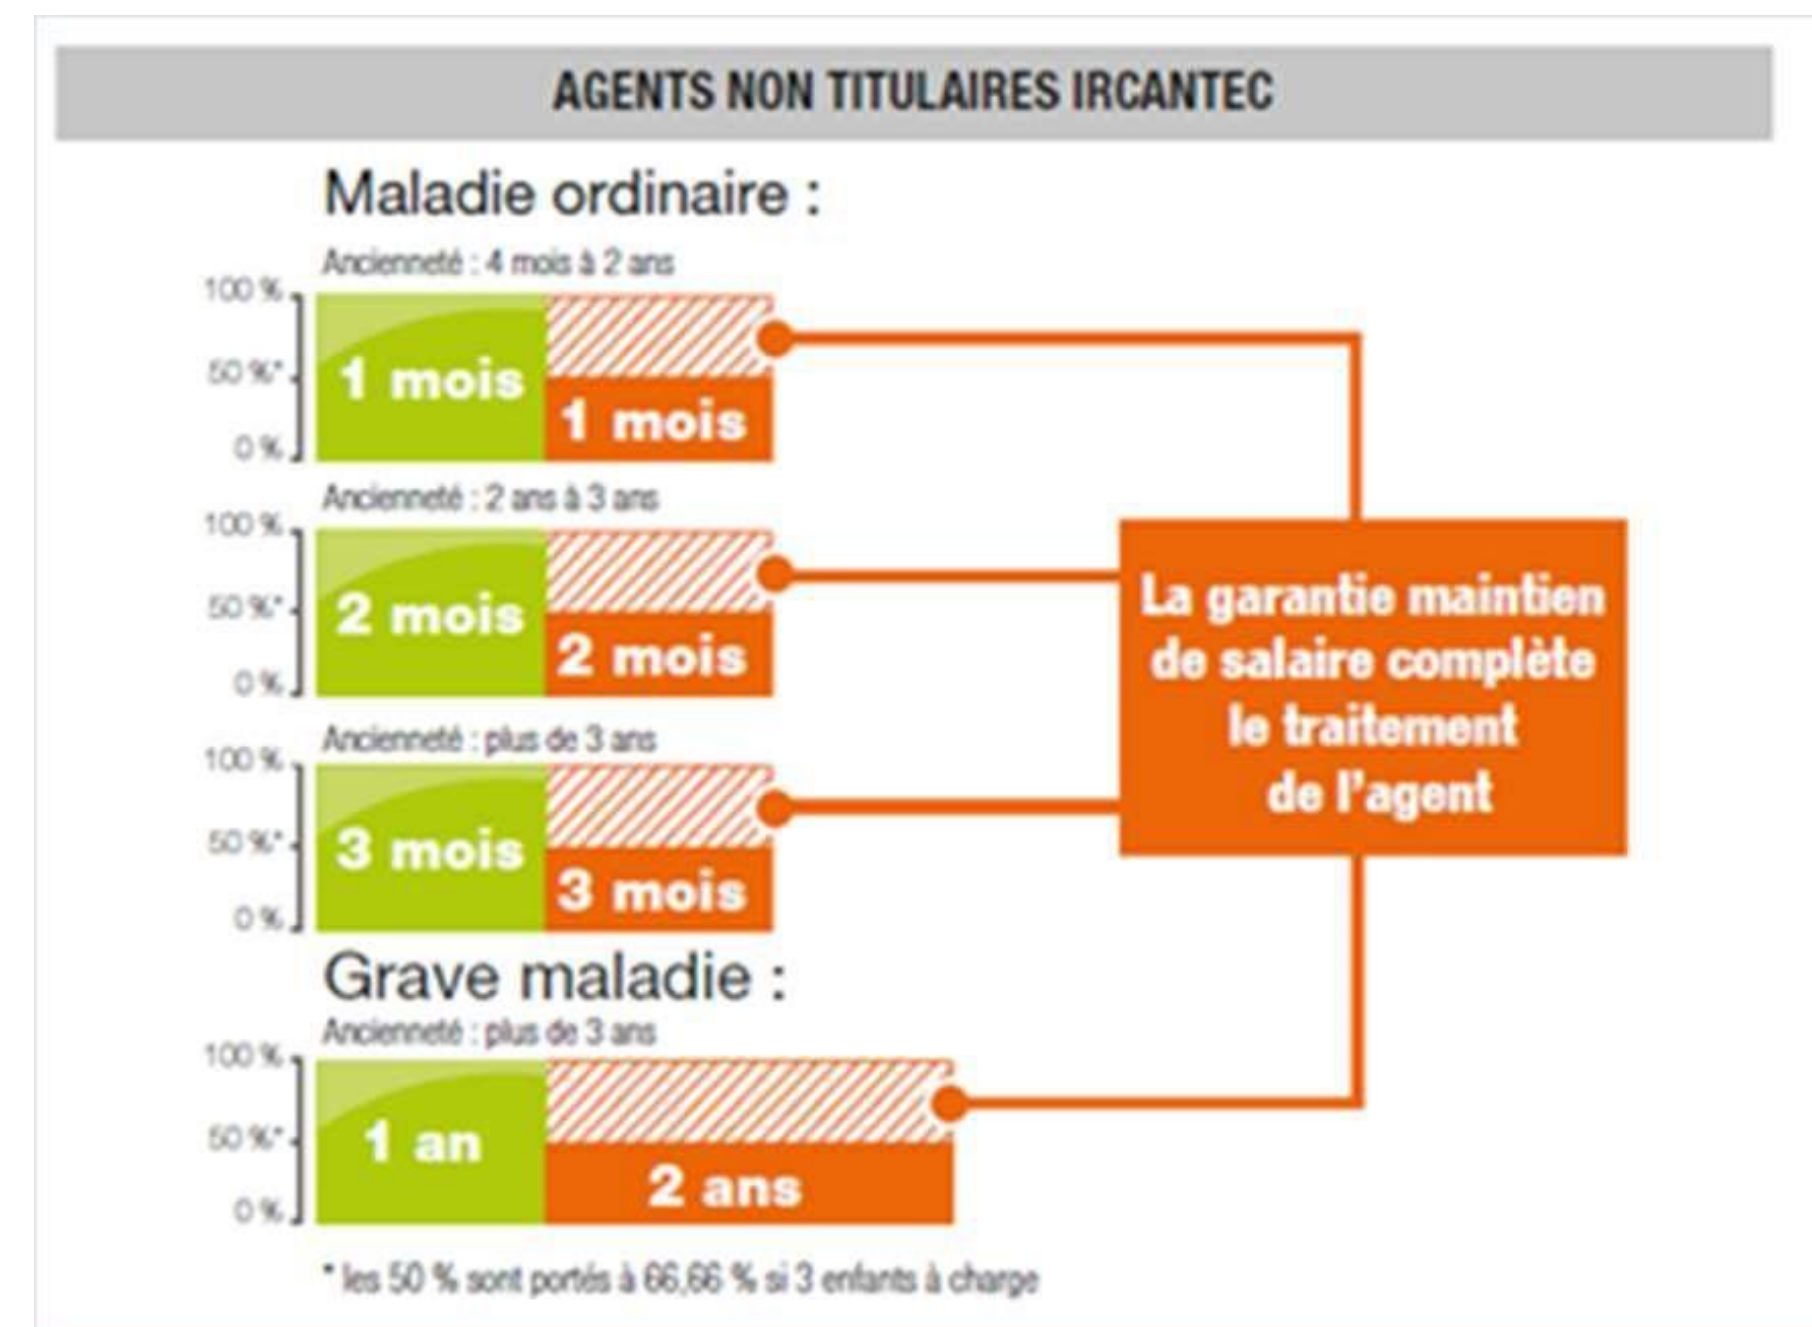 AGENTS NON TITULAIRES IRCANTEC
Maladie ordinaire :
Ancienneté : 4 mois à 2 ans
100 %
50 %*
0 %
1 mois
1 mois
Ancienneté : 2 ans à 3 ans
100 %
50 %*
0 %
2 mois
2 mois
Ancienneté : plus de 3 ans
100 %
50 %*
0 %
3 mois
3 mois
La garantie maintien
de salaire complète
le traitement
de l'agent
Grave maladie :
Ancienneté : plus de 3 ans
100 %
50 %*
0 %
1 an
2 ans
* les 50 % sont portés à 66,66 % si 3 enfants à charge